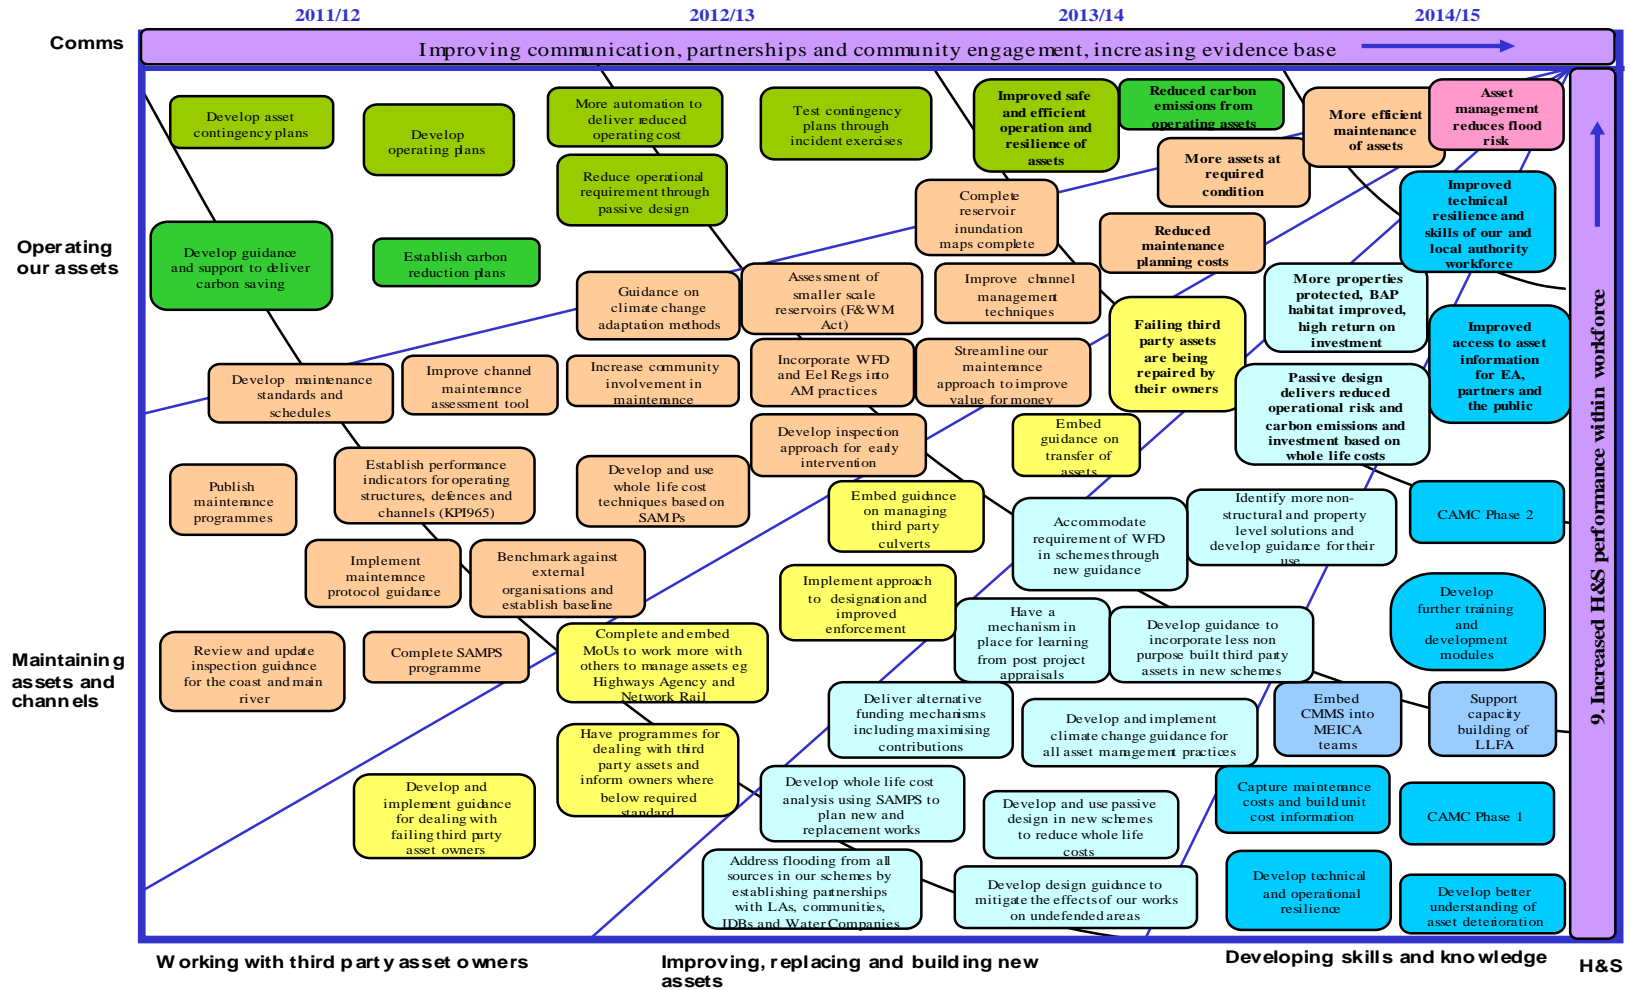 2011/12
2012/13
2013/14
2014/15
Comms
Improving communication, partnerships and community engagement, increasing evidence base
Develop asset
contingency plans
Develop
operating plans
More automation to
deliver reduced
operating cost
Test contingency
plans through
incident exercises
Improved safe
and efficient
operation and
resilience of
assets
Reduced carbon
emissions from
operating assets
More efficient
maintenance
of assets
Asset
management
reduces flood
risk
Reduce operational
requirement through
passive design
More assets at
required
condition
Complete
reservoir
inundation
maps complete
Improved
technical
resilience and
skills of our and
local authority
workforce
Operating
our assets
Develop guidance
and support to deliver
carbon saving
Establish carbon
reduction plans
Reduced
maintenance
planning costs
Guidance on
climate change
adaptation methods
Assessment of
smaller scale
reservoirs (F&WM
Act)
Improve channel
management
techniques
More properties
protected, BAP
habitat improved,
high return on
investment
Failing third
party assets
are being
repaired by
their owners
Improved
access to asset
information
for EA,
partners and
the public
Develop maintenance
standards and
schedules
Improve channel
maintenance
assessment tool
Increase community
involvement in
maintenance
Incorporate WFD
and Eel Regs into
AM practices
Streamline our
maintenance
approach to improve
value for money
Passive design
delivers reduced
operational risk and
carbon emissions and
investment based on
whole life costs
Develop inspection
approach for early
intervention
Embed
guidance on
transfer of
assets
Publish
maintenance
programmes
Establish performance
indicators for operating
structures, defences and
channels (KPI965)
Develop and use
whole life cost
techniques based on
SAMPs
Embed guidance
on managing
third party
culverts
Accommodate
requirement of WFD
in schemes through
new guidance
Identify more non-
structural and property
level solutions and
develop guidance for their
use
CAMC Phase 2
Implement
maintenance
protocol guidance
Benchmark against
external
organisations and
establish baseline
Implement approach
to designation and
improved
enforcement
Have a
mechanism in
place for learning
from post project
appraisals
Develop guidance to
incorporate less non
purpose built third party
assets in new schemes
Develop
further training
and
development
modules
Maintaining
assets and
channels
Review and update
inspection guidance
for the coast and main
river
Complete SAMPS
programme
Complete and embed
MoUs to work more with
others to manage assets eg
Highways Agency and
Network Rail
Deliver alternative
funding mechanisms
including maximising
contributions
Develop and implement
climate change guidance for
all asset management practices
Embed
CMMS into
MEICA
teams
Support
capacity
building of
LLFA
Have programmes for
dealing with third
party assets and
inform owners where
below required
standard
Develop and
implement guidance
for dealing with
failing third party
asset owners
Develop whole life cost
analysis using SAMPS to
plan new and
replacement works
Develop and use passive
design in new schemes
to reduce whole life
costs
Capture maintenance
costs and build unit
cost information
CAMC Phase 1
Address flooding from all
sources in our schemes by
establishing partnerships
with LAs, communities,
IDBs and Water Companies
Develop design guidance to
mitigate the effects of our works
on undefended areas
Develop technical
and operational
resilience
Develop better
understanding of
asset deterioration
9. Increased H&S performance within workforce
Working with third party asset owners
Improving, replacing and building new
assets
Developing skills and knowledge
H&S